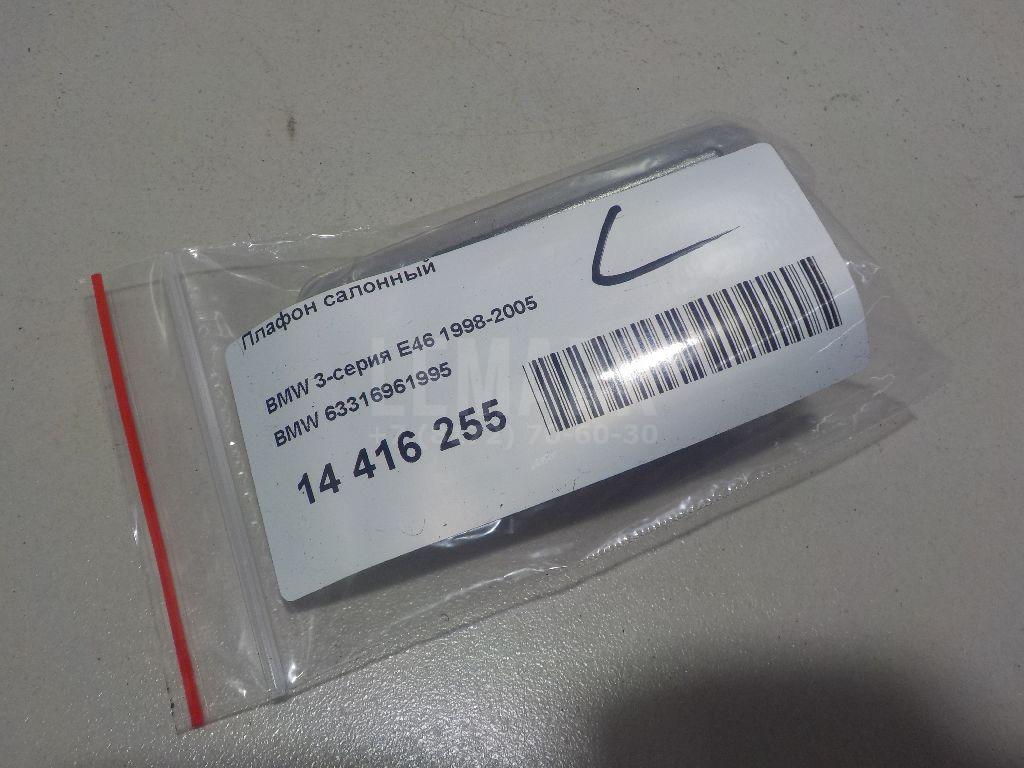 Плафон салонный
L
BMW 3-серия E46 1998-2005
BMW 63316961995
14 416 255